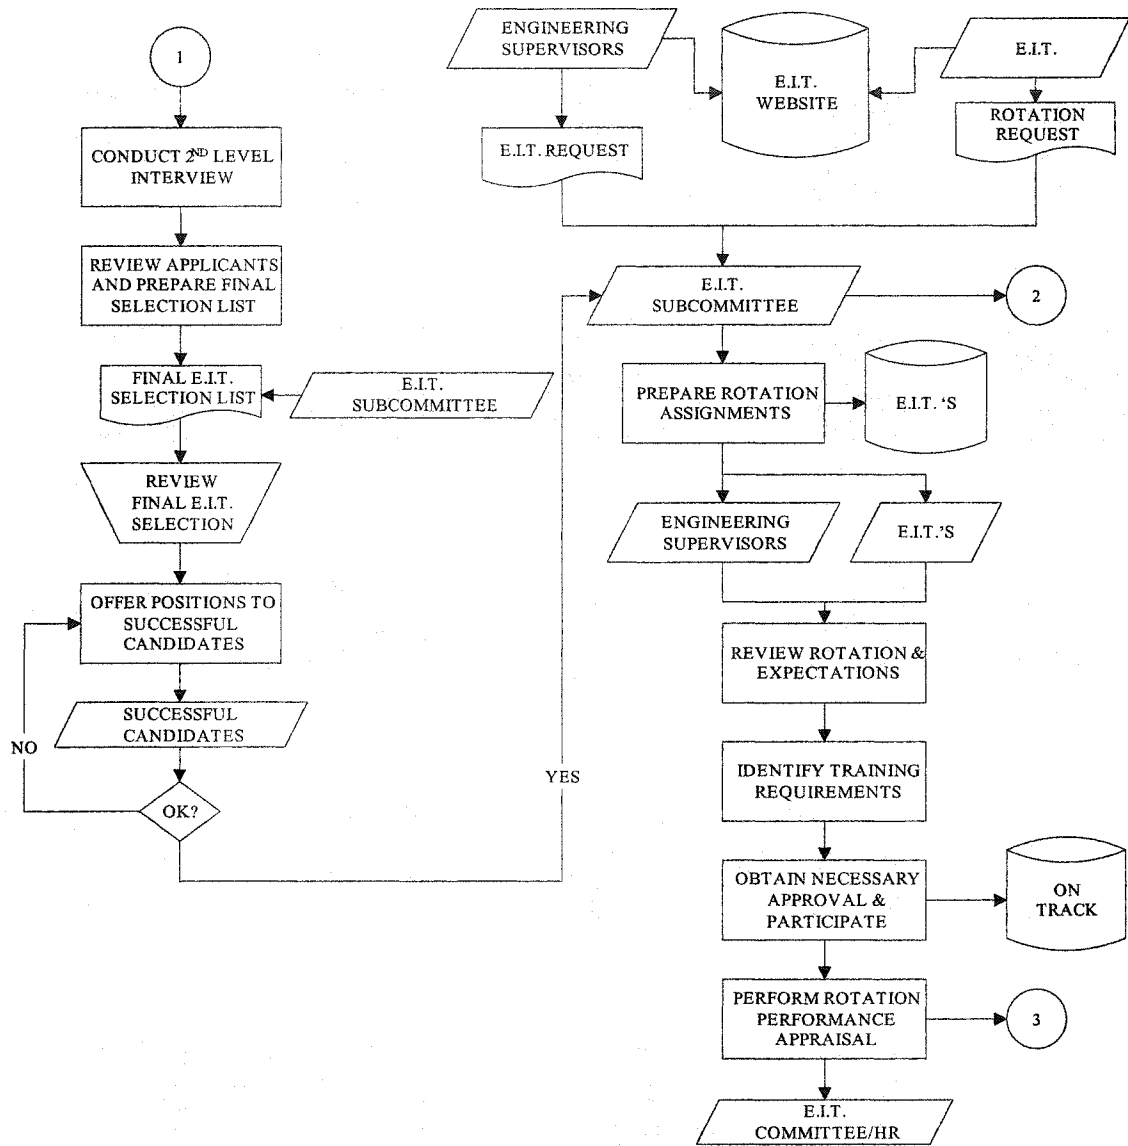 1
CONDUCT 2ND LEVEL
INTERVIEW
REVIEW APPLICANTS
AND PREPARE FINAL
SELECTION LIST
FINAL E.I.T.
SELECTION LIST
E.I.T.
SUBCOMMITTEE
REVIEW
FINAL E.I.T.
SELECTION
OFFER POSITIONS TO
SUCCESSFUL
CANDIDATES
SUCCESSFUL
CANDIDATES
NO
OK?
YES
ENGINEERING
SUPERVISORS
E.I.T.
WEBSITE
E.I.T.
E.I.T. REQUEST
ROTATION
REQUEST
E.I.T.
SUBCOMMITTEE
2
PREPARE ROTATION
ASSIGNMENTS
E.I.T. 'S
ENGINEERING
SUPERVISORS
E.I.T.'S
REVIEW ROTATION &
EXPECTATIONS
IDENTIFY TRAINING
REQUIREMENTS
OBTAIN NECESSARY
APPROVAL &
PARTICIPATE
ON
TRACK
PERFORM ROTATION
PERFORMANCE
APPRAISAL
3
E.I.T.
COMMITTEE/HR